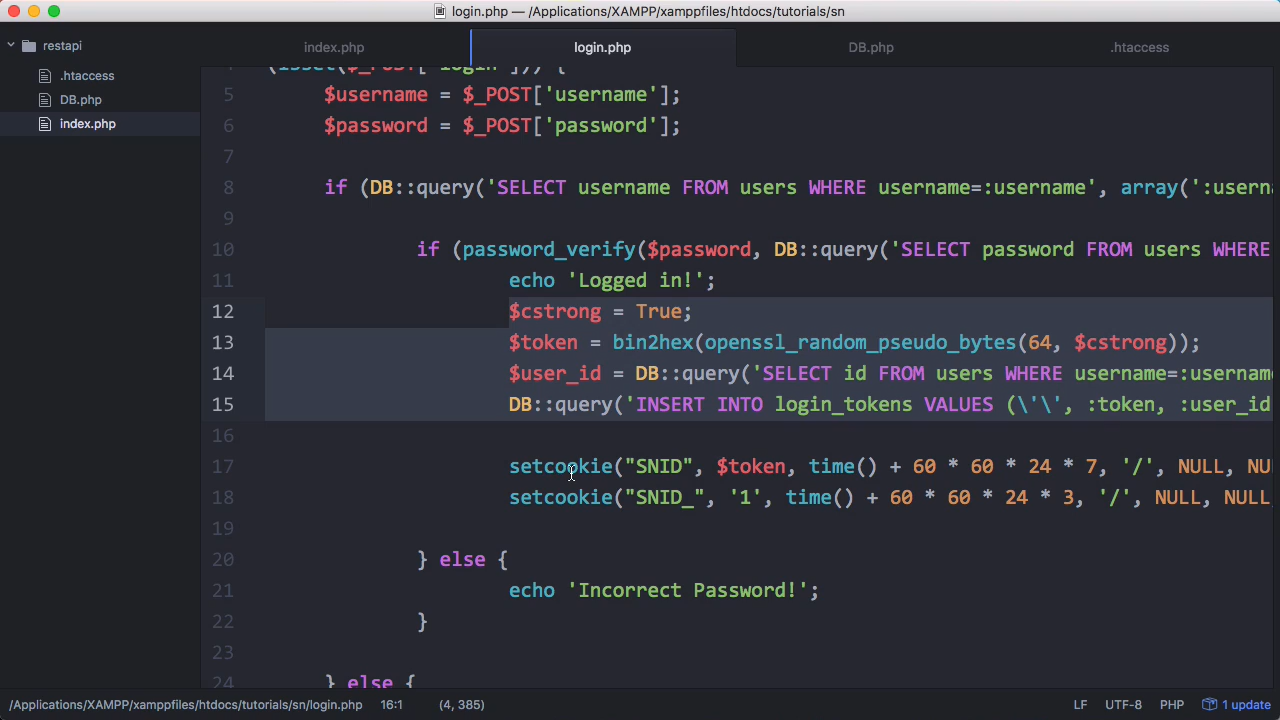 login.php — /Applications/XAMPP/xamppfiles/htdocs/tutorials/sn
restapi
.htaccess
DB.php
index.php
index.php
login.php
DB.php
.htaccess
4 (isset($_POST['login'])) {
5 $username = $_POST['username'];
6 $password = $_POST['password'];
7
8 if (DB::query('SELECT username FROM users WHERE username=:username', array(':usern
9
10 if (password_verify($password, DB::query('SELECT password FROM users WHERE
11 echo 'Logged in!';
12 $cstrong = True;
13 $token = bin2hex(openssl_random_pseudo_bytes(64, $cstrong));
14 $user_id = DB::query('SELECT id FROM users WHERE username=:usernam
15 DB::query('INSERT INTO login_tokens VALUES (\'\', :token, :user_id
16
17 setcookie("SNID", $token, time() + 60 * 60 * 24 * 7, '/', NULL, NU
18 setcookie("SNID_", '1', time() + 60 * 60 * 24 * 3, '/', NULL, NULL
19
20 } else {
21 echo 'Incorrect Password!';
22 }
23
24 } else {
/Applications/XAMPP/xamppfiles/htdocs/tutorials/sn/login.php 16:1 (4, 385) LF UTF-8 PHP 1 update